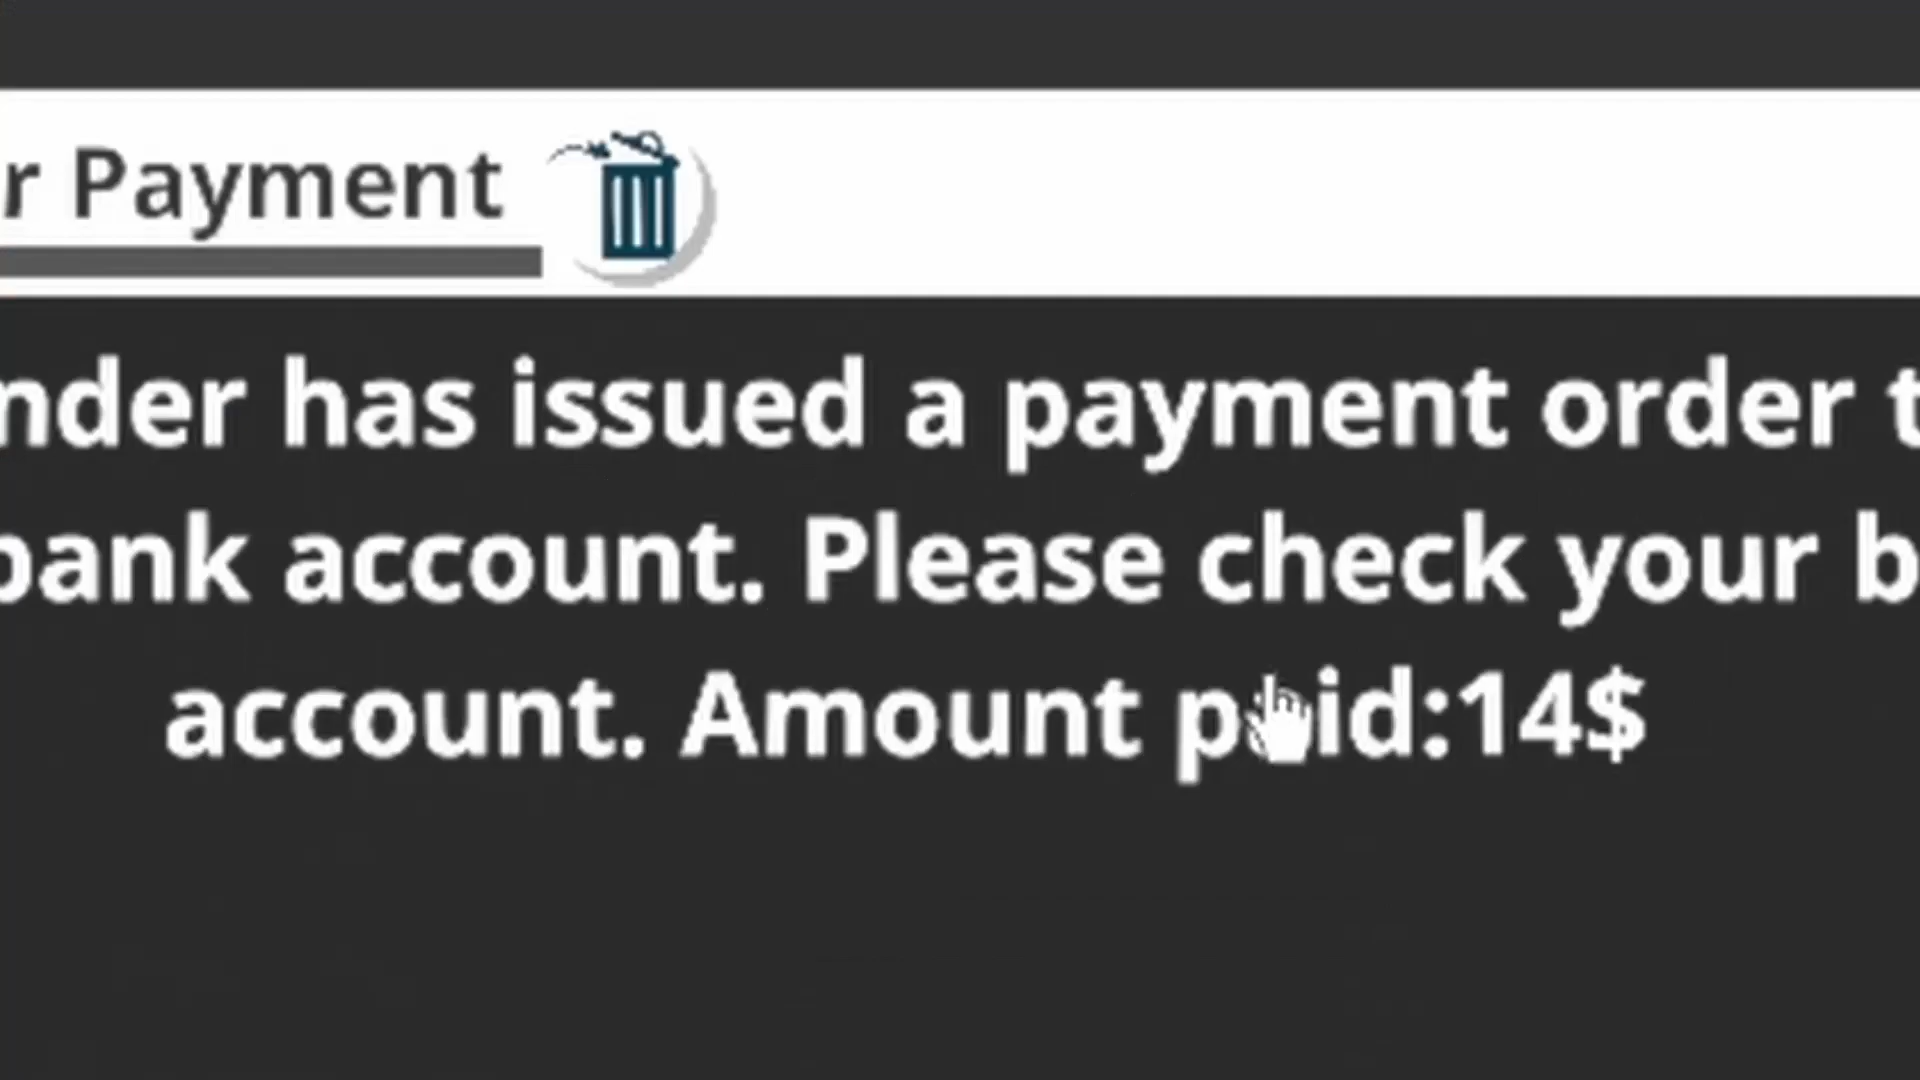 r Payment
nder has issued a payment order t
bank account. Please check your b
account. Amount paid:14$